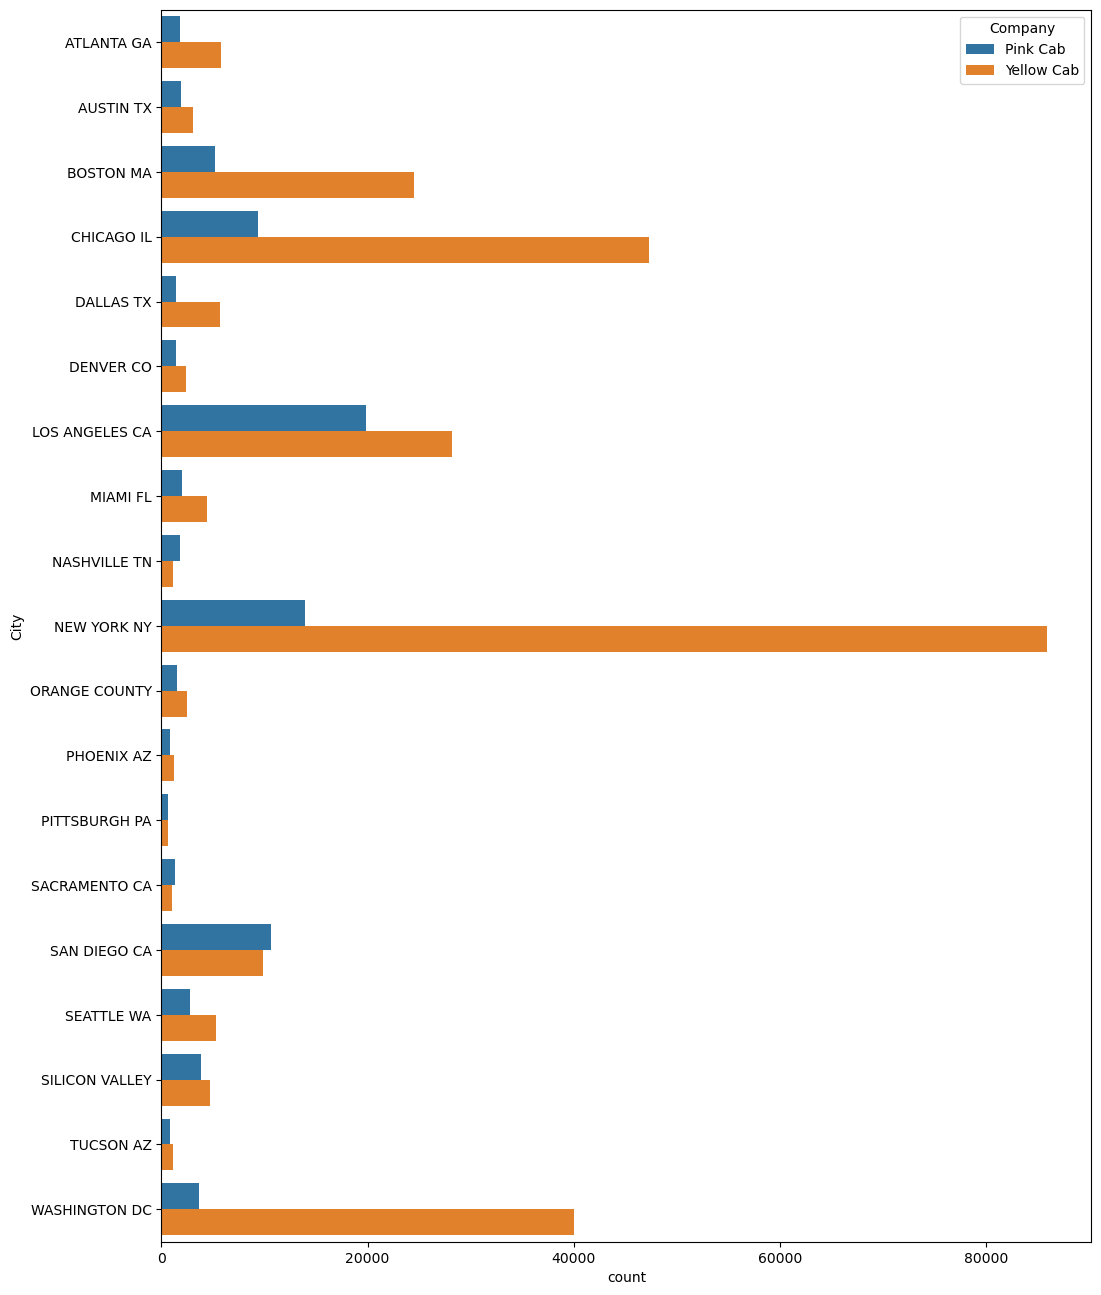 Company
Pink Cab
Yellow Cab
City
ATLANTA GA
AUSTIN TX
BOSTON MA
CHICAGO IL
DALLAS TX
DENVER CO
LOS ANGELES CA
MIAMI FL
NASHVILLE TN
NEW YORK NY
ORANGE COUNTY
PHOENIX AZ
PITTSBURGH PA
SACRAMENTO CA
SAN DIEGO CA
SEATTLE WA
SILICON VALLEY
TUCSON AZ
WASHINGTON DC
0 20000 40000 60000 80000
count